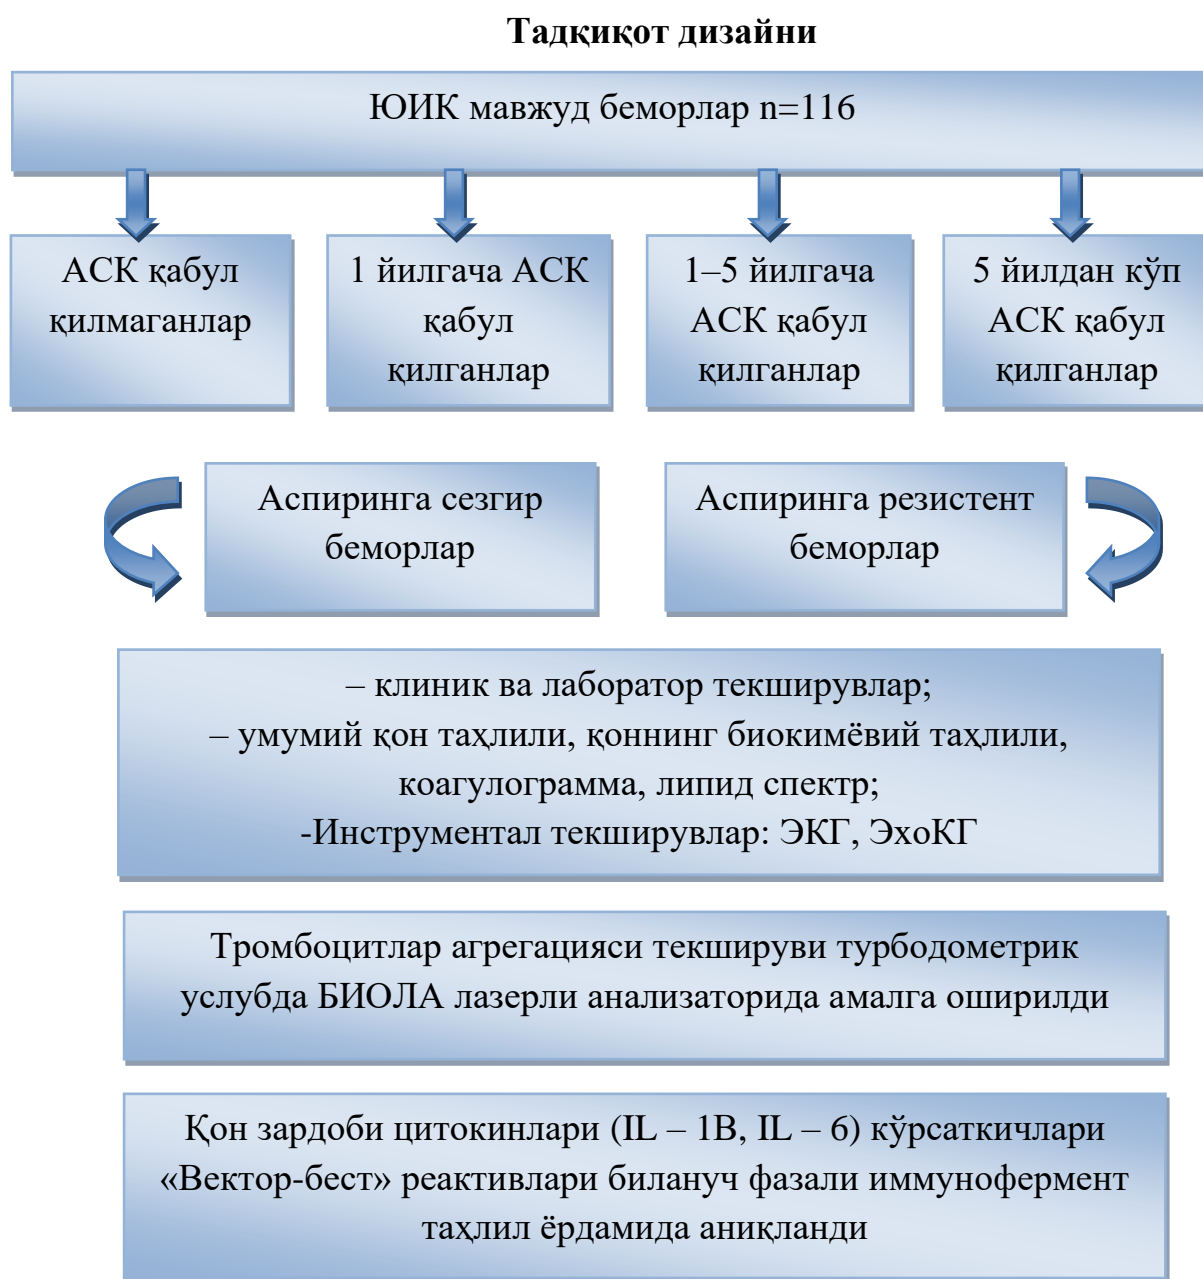 Тадқиқот дизайни
ЮИК мавжуд беморлар n=116
АСК қабул
қилмаганлар
1 йилгача АСК
қабул
қилганлар
1–5 йилгача
АСК қабул
қилганлар
5 йилдан кўп
АСК қабул
қилганлар
Аспиринга сезгир
беморлар
Аспиринга резистент
беморлар
– клиник ва лаборатор текширувлар;
– умумий қон таҳлили, қоннинг биокимёвий таҳлили,
коагулограмма, липид спектр;
-Инструментал текширувлар: ЭКГ, ЭхоКГ
Тромбоцитлар агрегацияси текшируви турбодометрик
услубда БИОЛА лазерли анализаторида амалга оширилди
Қон зардоби цитокинлари (IL – 1B, IL – 6) кўрсаткичлари
«Вектор-бест» реактивлари билануч фазали иммунофермент
таҳлил ёрдамида аниқланди